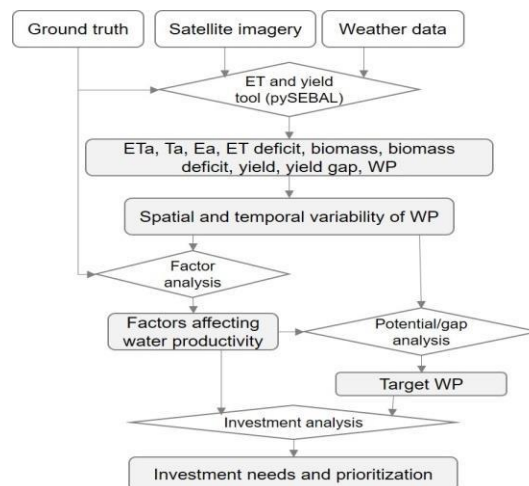 Ground truth
Satellite imagery
Weather data
ET and yield
tool (pySEBAL)
ETa, Ta, Ea, ET deficit, biomass, biomass
deficit, yield, yield gap, WP
Spatial and temporal variability of WP
Factor
analysis
Factors affecting
water productivity
Potential/gap
analysis
Target WP
Investment analysis
Investment needs and prioritization